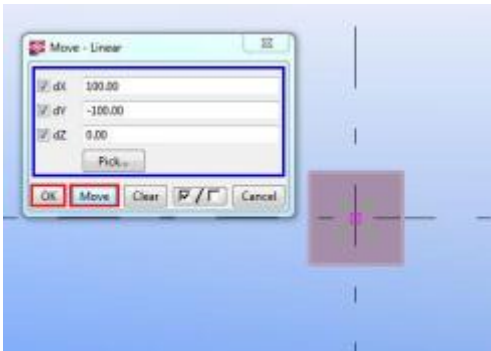 Move - Linear
dX 100.00
dY -100.00
dZ 0.00
Pick...
OK Move Clear / Cancel